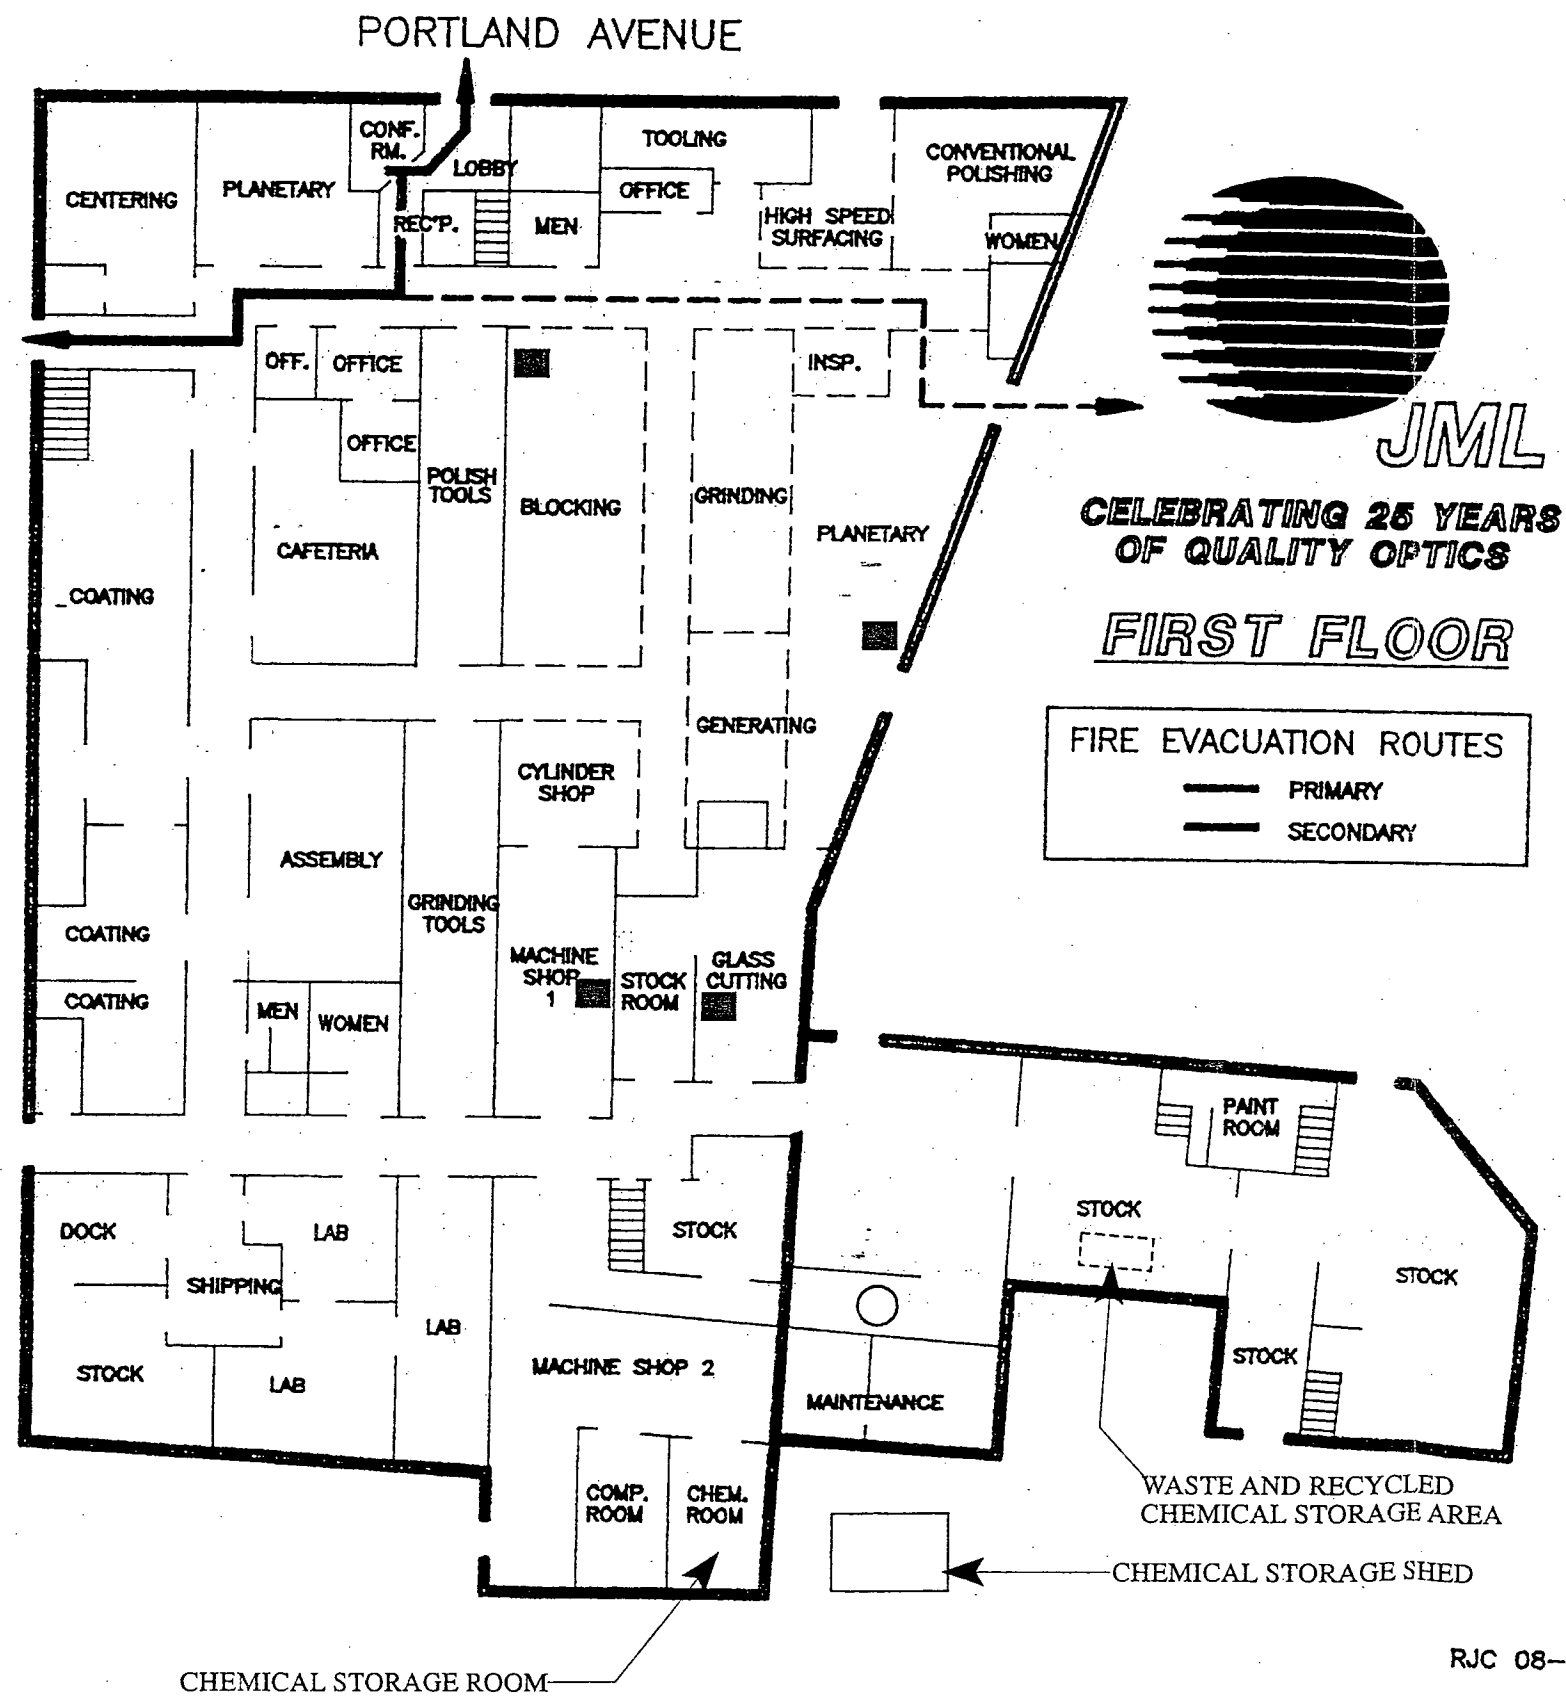 PORTLAND AVENUE
CONF.
RM.
LOBBY
TOOLING
CONVENTIONAL
POLISHING
CENTERING
PLANETARY
OFFICE
REC'P.
MEN
HIGH SPEED
SURFACING
WOMEN
OFF.
OFFICE
INSP.
OFFICE
POLISH
TOOLS
BLOCKING
GRINDING
PLANETARY
CAFETERIA
COATING
JML
CELEBRATING 25 YEARS
OF QUALITY OPTICS
FIRST FLOOR
FIRE EVACUATION ROUTES
PRIMARY
SECONDARY
GENERATING
CYLINDER
SHOP
ASSEMBLY
GRINDING
TOOLS
COATING
MACHINE
SHOP
1
STOCK
ROOM
GLASS
CUTTING
COATING
MEN
WOMEN
PAINT
ROOM
DOCK
LAB
STOCK
STOCK
SHIPPING
STOCK
LAB
STOCK
STOCK
LAB
MACHINE SHOP 2
MAINTENANCE
COMP.
ROOM
CHEM.
ROOM
WASTE AND RECYCLED
CHEMICAL STORAGE AREA
CHEMICAL STORAGE SHED
CHEMICAL STORAGE ROOM
RJC 08-